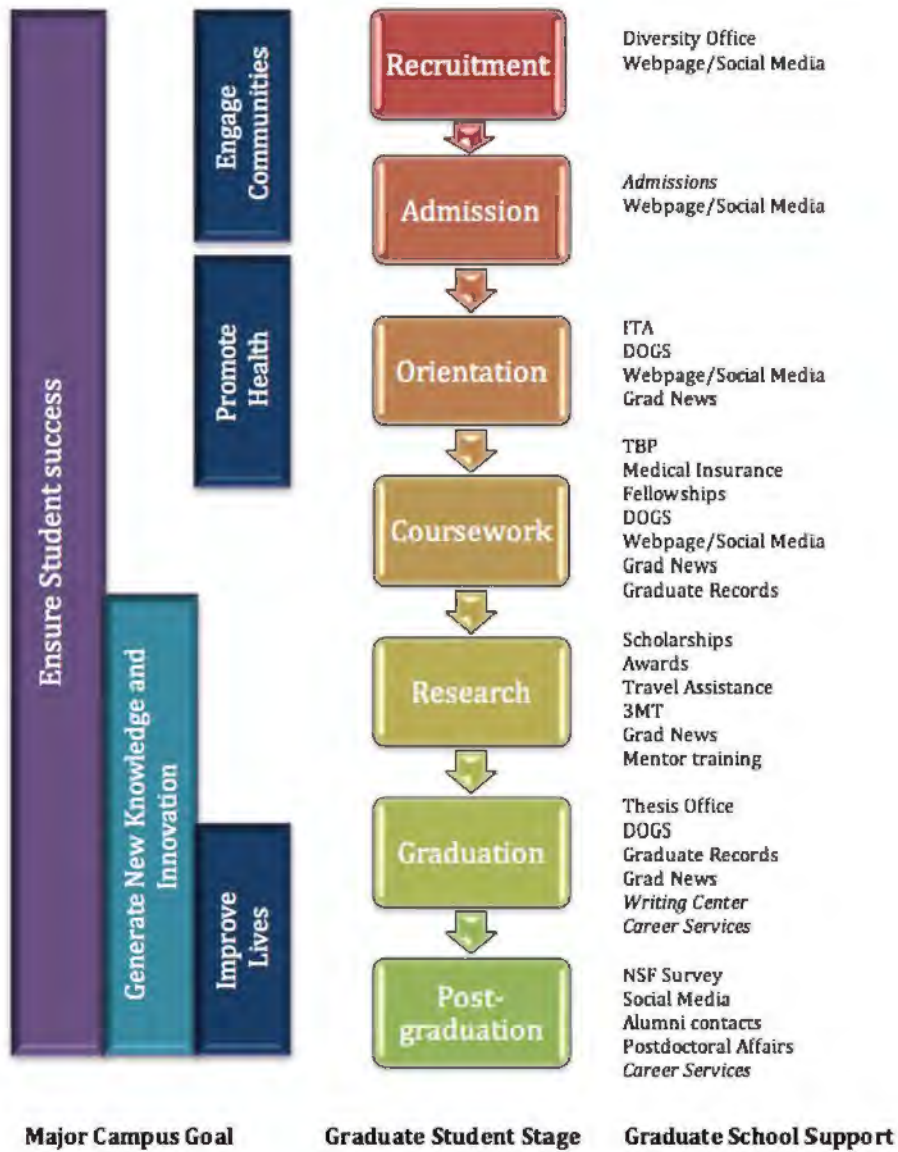 Ensure Student success
Generate New Knowledge and
Innovation
Engage
Communities
Promote
Health
Improve
Lives
Recruitment
Diversity Office
Webpage/Social Media
Admission
Admissions
Webpage/Social Media
Orientation
ITA
DOGS
Webpage/Social Media
Grad News
Coursework
TBP
Medical Insurance
Fellowships
DOGS
Webpage/Social Media
Grad News
Graduate Records
Research
Scholarships
Awards
Travel Assistance
3MT
Grad News
Mentor training
Graduation
Thesis Office
DOGS
Graduate Records
Grad News
Writing Center
Career Services
Post-
graduation
NSF Survey
Social Media
Alumni contacts
Postdoctoral Affairs
Career Services
Major Campus Goal
Graduate Student Stage
Graduate School Support